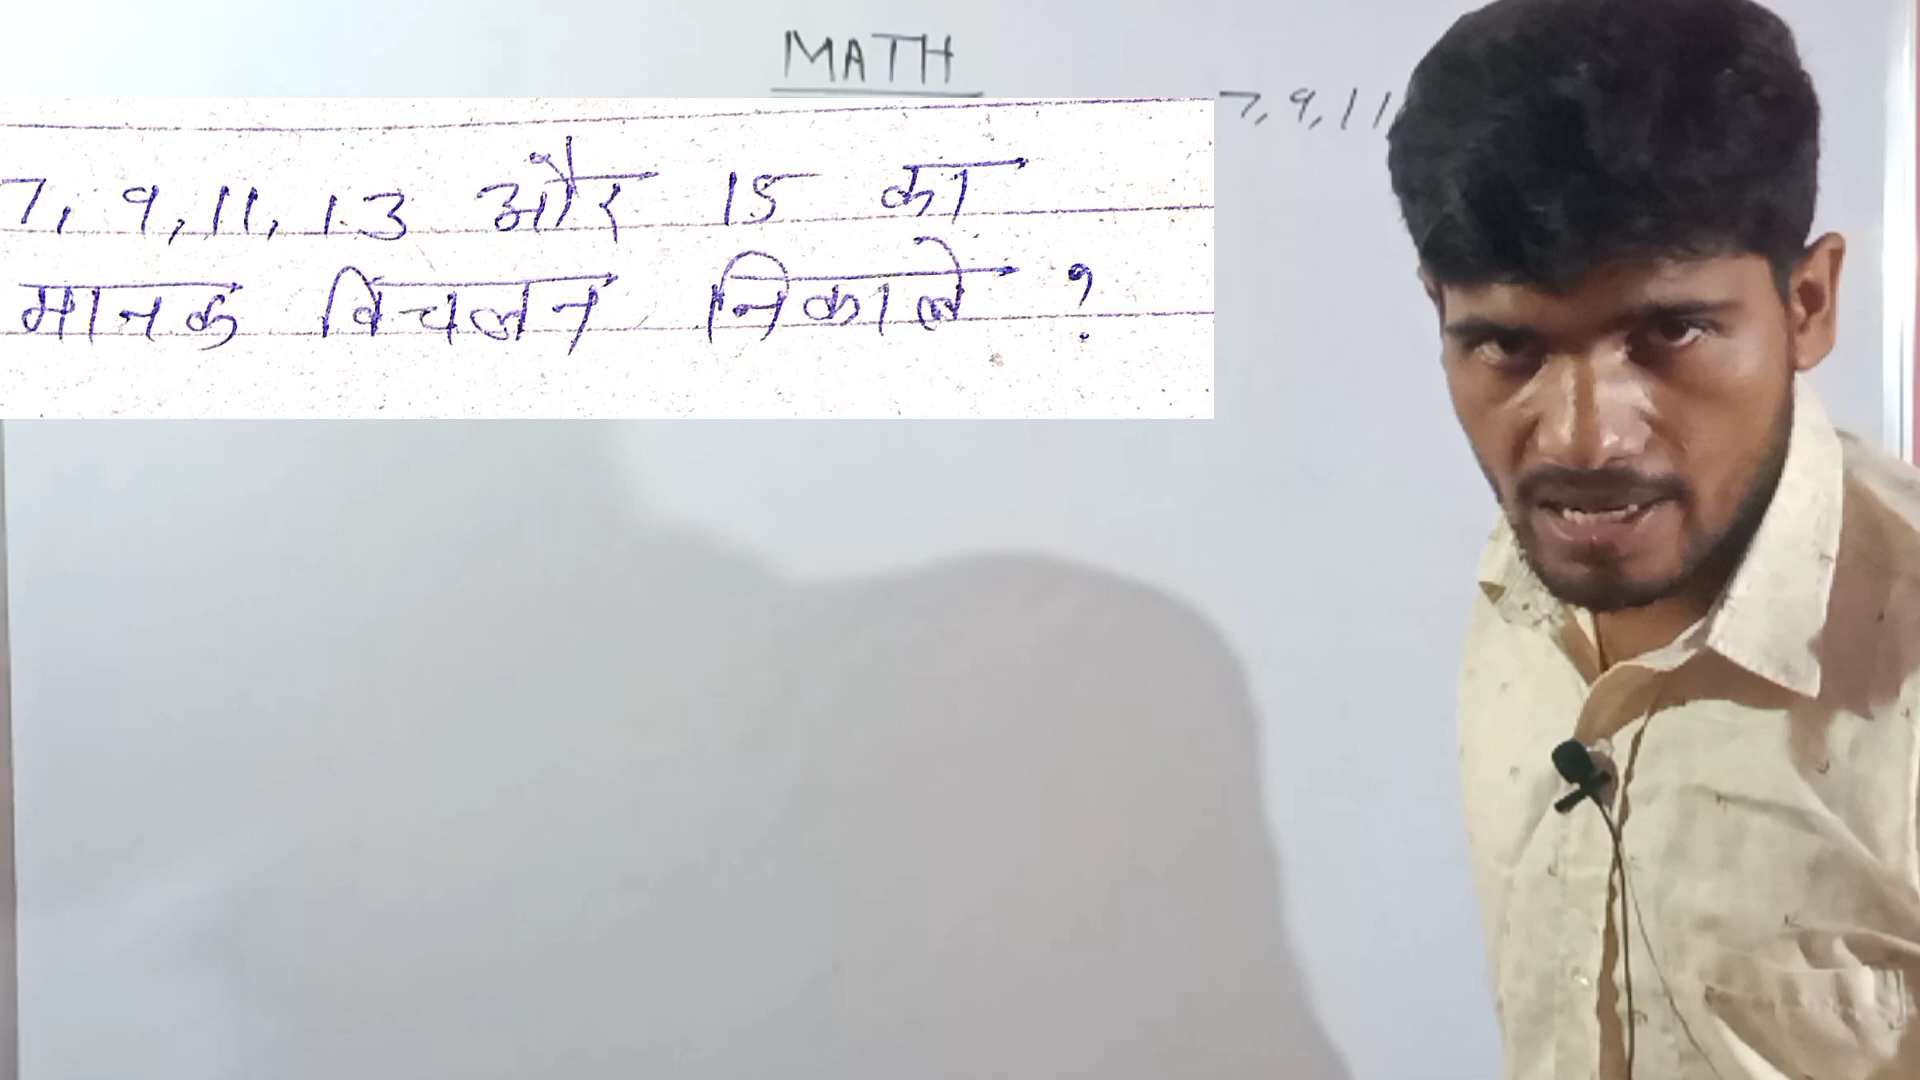 MATH
7, 9, 11
7, 9, 11, 13 और 15 का
मानक विचलन निकाले ?